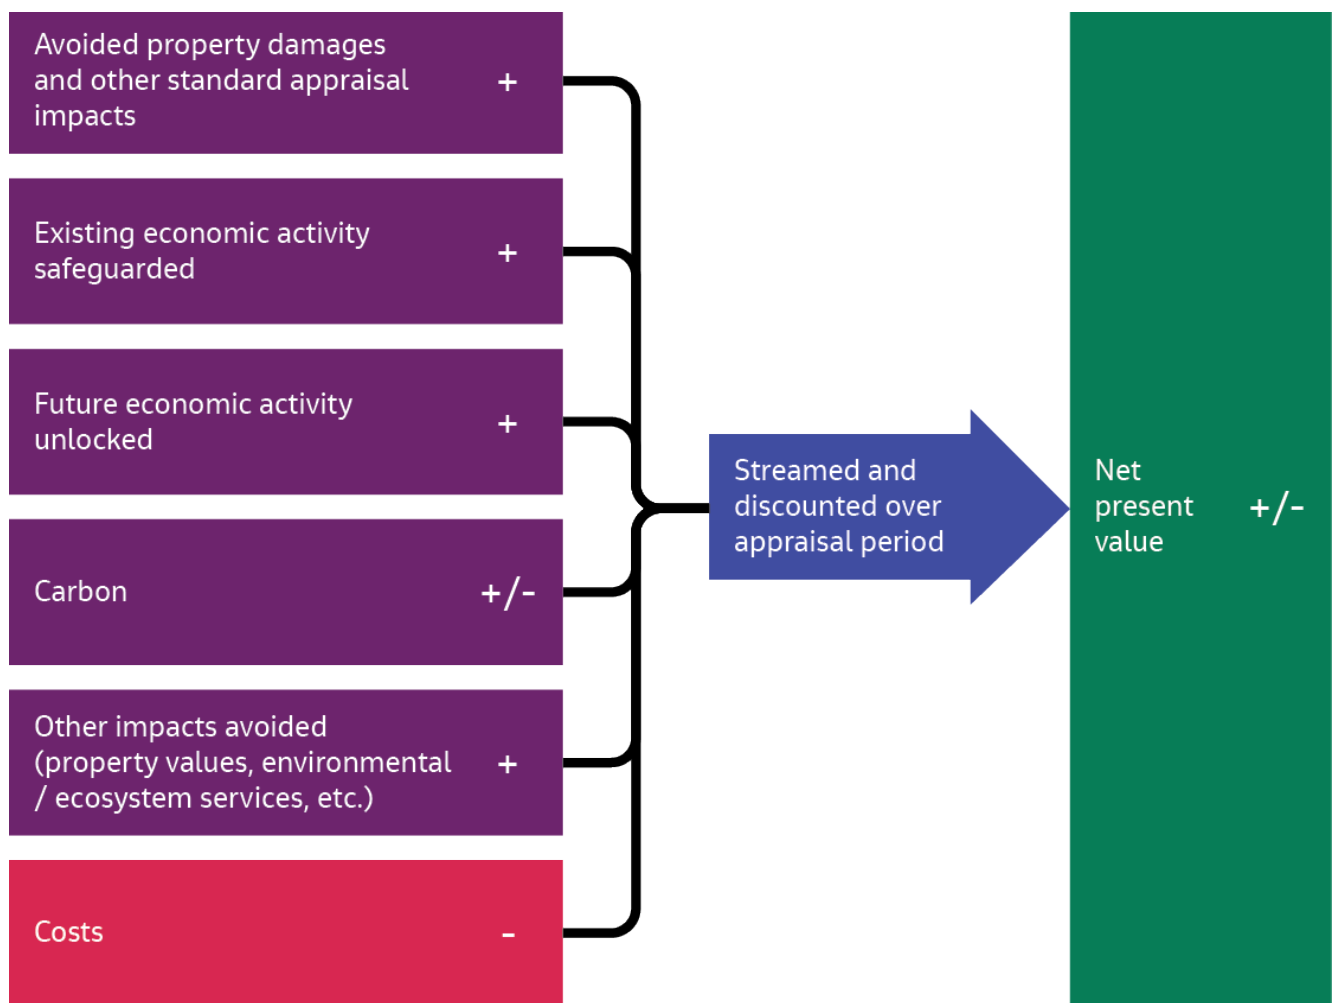 Avoided property damages
and other standard appraisal
impacts
+
Existing economic activity
safeguarded
+
Future economic activity
unlocked
+
Carbon
+/-
Other impacts avoided
(property values, environmental
/ ecosystem services, etc.)
+
Costs
-
Streamed and
discounted over
appraisal period
Net
present
value
+/-